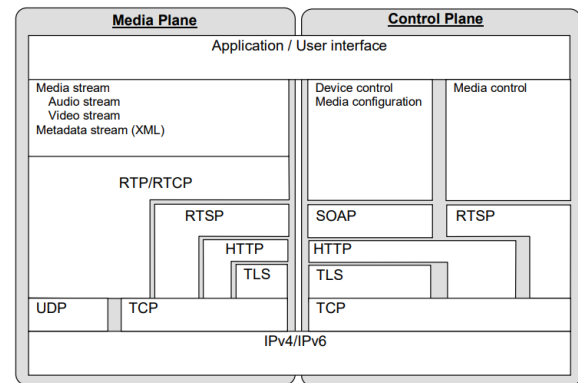 Media Plane
Control Plane
Application / User interface
Media stream
Audio stream
Video stream
Metadata stream (XML)
Device control
Media configuration
Media control
RTP/RTCP
RTSP
SOAP
RTSP
HTTP
HTTP
TLS
TLS
UDP
TCP
TCP
IPv4/IPv6